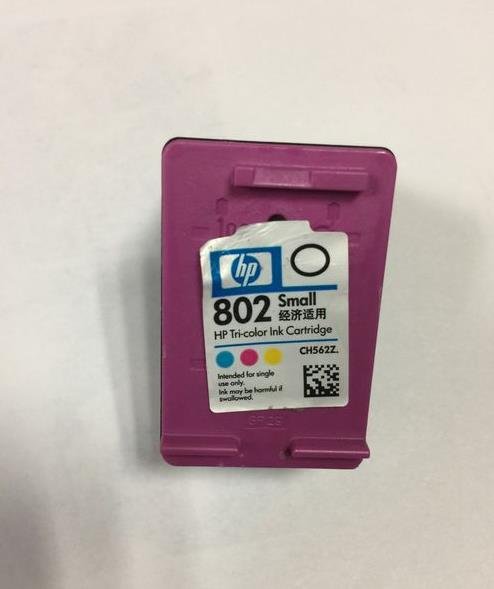 hp
802 Small
经济适用
HP Tri-color Ink Cartridge
CH562Z.
Intended for single
use only.
Ink may be harmful if
swallowed.